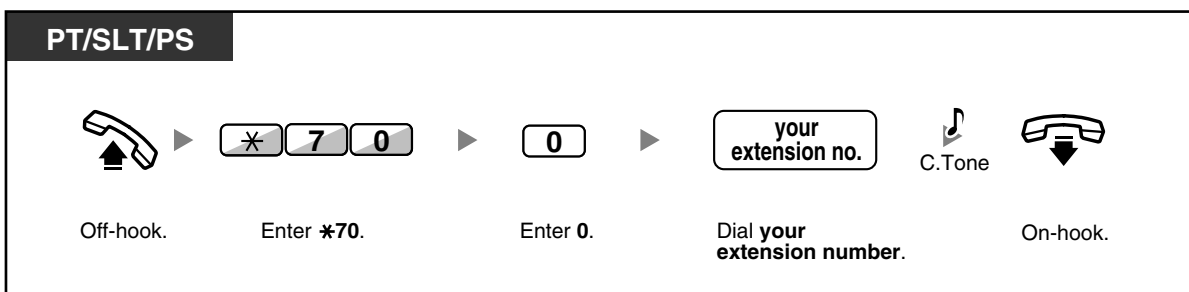 PT/SLT/PS
✳ 7 0
0
your
extension no.
C.Tone
Off-hook.
Enter ✳70.
Enter 0.
Dial your
extension number.
On-hook.